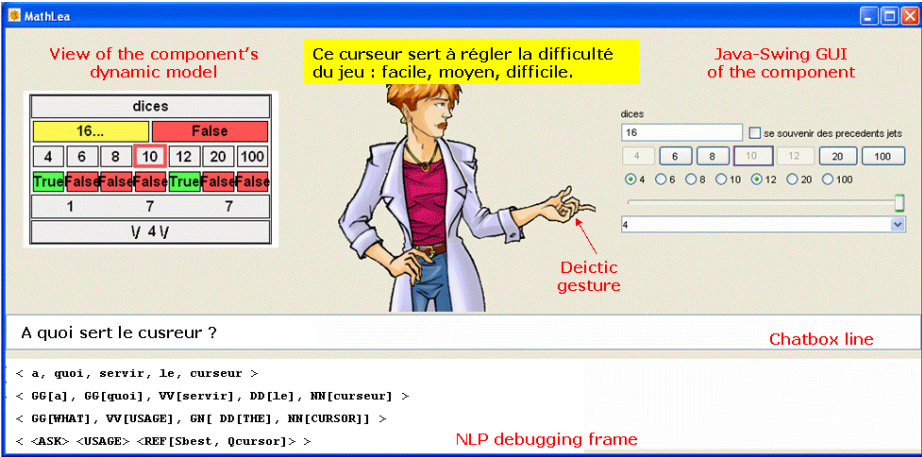 MathLea
View of the component's
dynamic model
dices
16... False
4 6 8 10 12 20 100
True False False False True False False
1 7 7
\/ 4 \/
Ce curseur sert à régler la difficulté
du jeu : facile, moyen, difficile.
Deictic
gesture
Java-Swing GUI
of the component
dices
16 se souvenir des precedents jets
4 6 8 10 12 20 100
4 6 8 10 12 20 100
4
A quoi sert le cusreur ?
Chatbox line
< a, quoi, servir, le, curseur >
< GG[a], GG[quoi], VV[servir], DD[le], NN[curseur] >
< GG[WHAT], VV[USAGE], GN[ DD[THE], NN[CURSOR]] >
< <ASK> <USAGE> <REF[Sbest, Qcursor]> >
NLP debugging frame